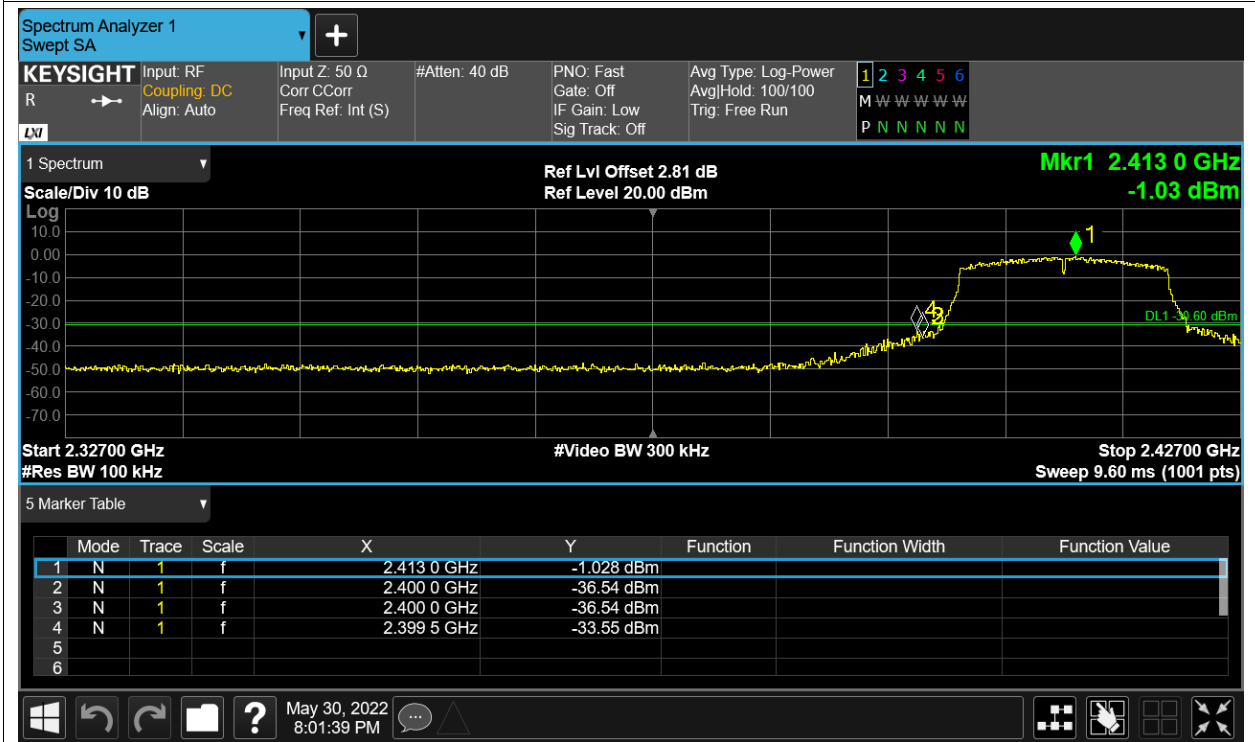 Spectrum Analyzer 1
Swept SA
+
KEYSIGHT
R
LXI
Input: RF
Coupling: DC
Align: Auto
Input Z: 50 Ω
Corr CCorr
Freq Ref: Int (S)
#Atten: 40 dB
PNO: Fast
Gate: Off
IF Gain: Low
Sig Track: Off
Avg Type: Log-Power
Avg|Hold: 100/100
Trig: Free Run
1 2 3 4 5 6
M W W W W W
P N N N N N
1 Spectrum
Scale/Div 10 dB
Ref Lvl Offset 2.81 dB
Ref Level 20.00 dBm
Mkr1 2.413 0 GHz
-1.03 dBm
Log
10.0
0.00
-10.0
-20.0
-30.0
-40.0
-50.0
-60.0
-70.0
1
4
DL1 -30.60 dBm
Start 2.32700 GHz
#Video BW 300 kHz
Stop 2.42700 GHz
#Res BW 100 kHz
Sweep 9.60 ms (1001 pts)
5 Marker Table
Mode Trace Scale X Y Function Function Width Function Value
1 N 1 f 2.413 0 GHz -1.028 dBm
2 N 1 f 2.400 0 GHz -36.54 dBm
3 N 1 f 2.400 0 GHz -36.54 dBm
4 N 1 f 2.399 5 GHz -33.55 dBm
5
6
?
May 30, 2022
8:01:39 PM